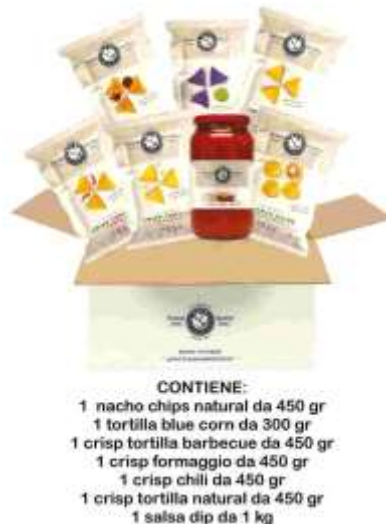 CONTIENE:
1 nacho chips natural da 450 gr
1 tortilla blue corn da 300 gr
1 crisp tortilla barbecue da 450 gr
1 crisp formaggio da 450 gr
1 crisp chili da 450 gr
1 crisp tortilla natural da 450 gr
1 salsa dip da 1 kg